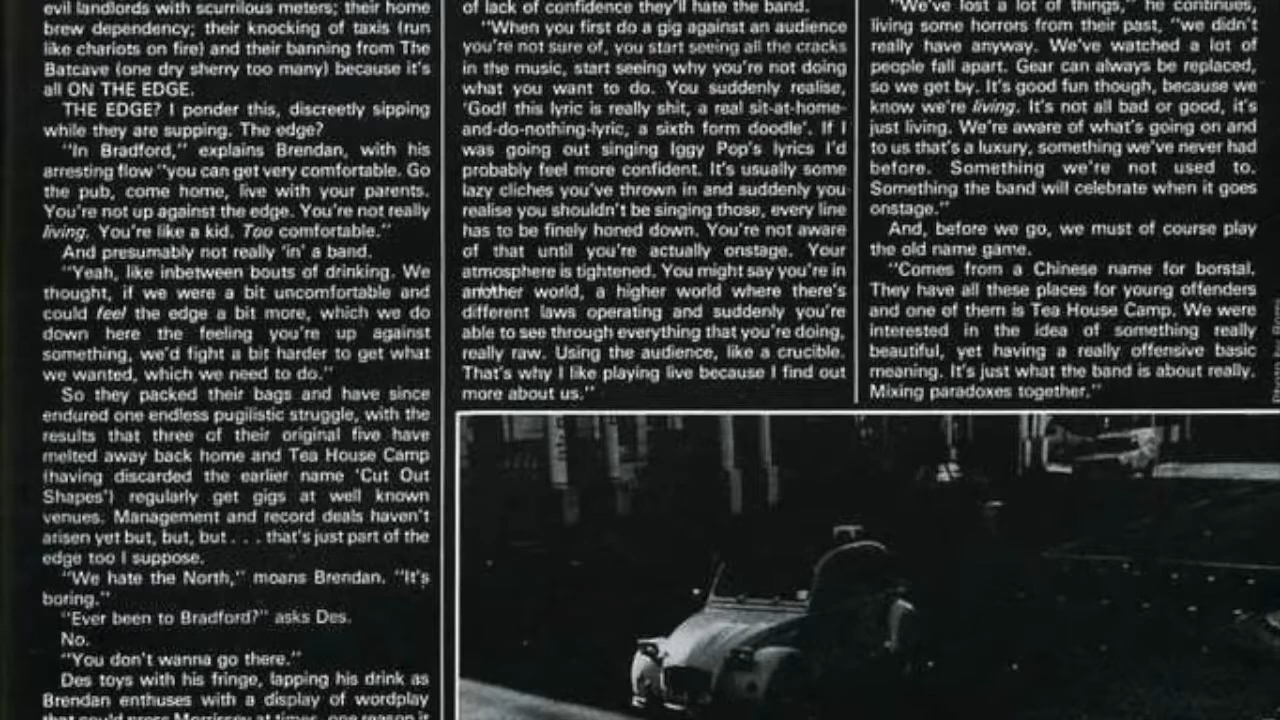 evil landlords with scurrilous meters; their home
brew dependency; their knocking of taxis (run
like chariots on fire) and their banning from The
Batcave (one dry sherry too many) because it's
all ON THE EDGE.
THE EDGE? I ponder this, discreetly sipping
while they are supping. The edge?
"In Bradford," explains Brendan, with his
arresting flow "you can get very comfortable. Go
the pub, come home, live with your parents.
You're not up against the edge. You're not really
living. You're like a kid. Too comfortable."
And presumably not really 'in' a band.
"Yeah, like inbetween bouts of drinking. We
thought, if we were a bit uncomfortable and
could feel the edge a bit more, which we do
down here the feeling you're up against
something, we'd fight a bit harder to get what
we wanted, which we need to do."
So they packed their bags and have since
endured one endless pugilistic struggle, with the
results that three of their original five have
melted away back home and Tea House Camp
(having discarded the earlier name 'Cut Out
Shapes') regularly get gigs at well known
venues. Management and record deals haven't
arisen yet but, but, but . . . that's just part of the
edge too I suppose.
"We hate the North," moans Brendan. "It's
boring."
"Ever been to Bradford?" asks Des.
No.
"You don't wanna go there."
Des toys with his fringe, lapping his drink as
Brendan enthuses with a display of wordplay
that could press Morrissey at times, one reason it
of lack of confidence they'll hate the band.
"When you first do a gig against an audience
you're not sure of, you start seeing all the cracks
in the music, start seeing why you're not doing
what you want to do. You suddenly realise,
'God! this lyric is really shit, a real sit-at-home-
and-do-nothing-lyric, a sixth form doodle'. If I
was going out singing Iggy Pop's lyrics I'd
probably feel more confident. It's usually some
lazy cliches you've thrown in and suddenly you
realise you shouldn't be singing those, every line
has to be finely honed down. You're not aware
of that until you're actually onstage. Your
atmosphere is tightened. You might say you're in
another world, a higher world where there's
different laws operating and suddenly you're
able to see through everything that you're doing,
really raw. Using the audience, like a crucible.
That's why I like playing live because I find out
more about us."
"We've lost a lot of things," he continues,
living some horrors from their past, "we didn't
really have anyway. We've watched a lot of
people fall apart. Gear can always be replaced,
so we get by. It's good fun though, because we
know we're living. It's not all bad or good, it's
just living. We're aware of what's going on and
to us that's a luxury, something we've never had
before. Something we're not used to.
Something the band will celebrate when it goes
onstage."
And, before we go, we must of course play
the old name game.
"Comes from a Chinese name for borstal.
They have all these places for young offenders
and one of them is Tea House Camp. We were
interested in the idea of something really
beautiful, yet having a really offensive basic
meaning. It's just what the band is about really.
Mixing paradoxes together."